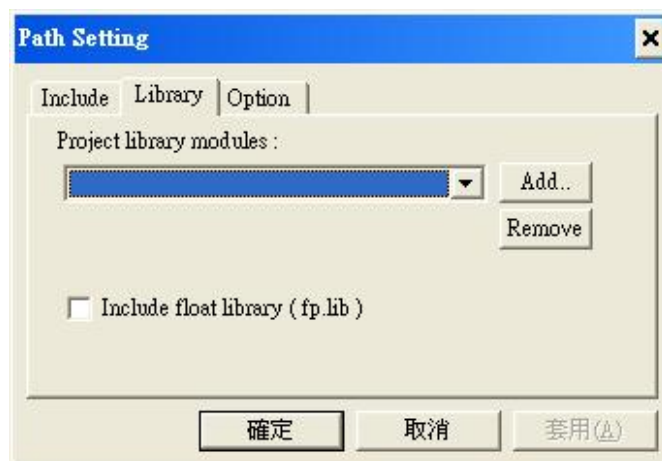 Path Setting
Include Library Option
Project library modules :
Add..
Remove
Include float library ( fp.lib )
確定 取消 套用(A)